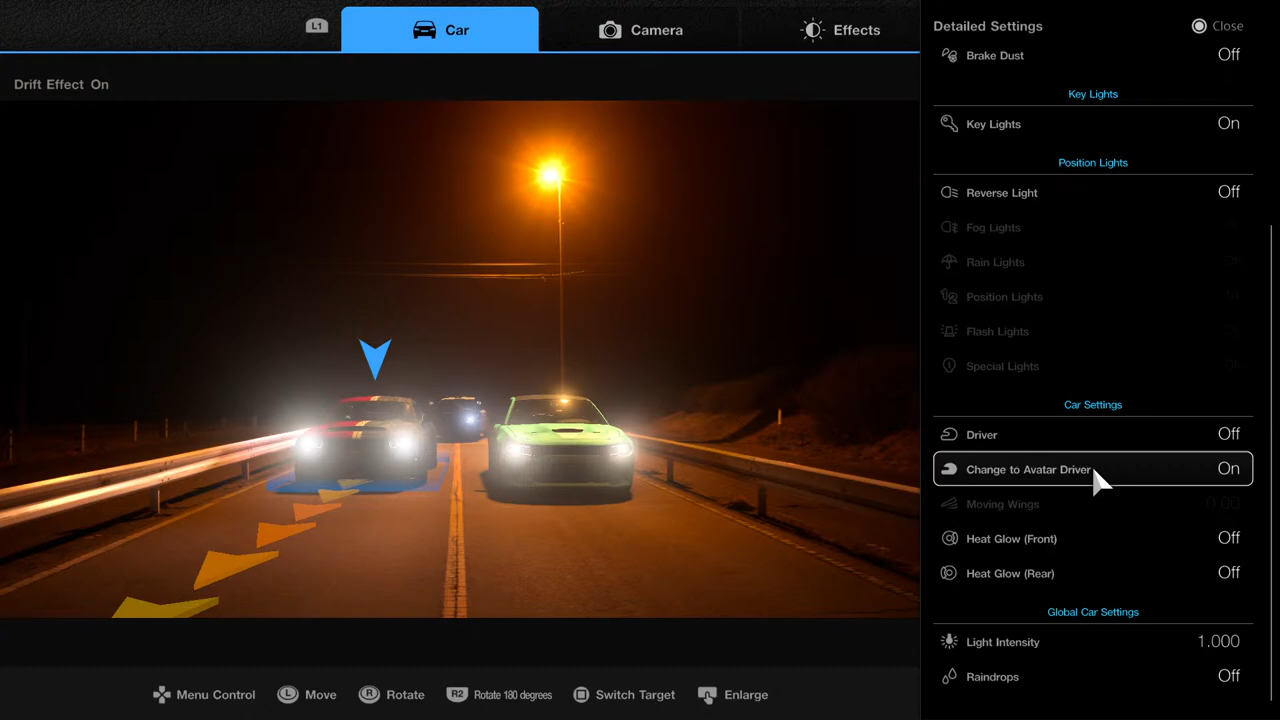 L1
Car
Camera
Effects
Detailed Settings
Close
Drift Effect On
Brake Dust Off
Key Lights
Key Lights On
Position Lights
Reverse Light Off
Fog Lights
Rain Lights
Position Lights
Flash Lights
Special Lights
Car Settings
Driver Off
Change to Avatar Driver On
Moving Wings 0.00
Heat Glow (Front) Off
Heat Glow (Rear) Off
Global Car Settings
Light Intensity 1.000
Raindrops Off
Menu Control
L Move
R Rotate
R2 Rotate 180 degrees
Switch Target
Enlarge